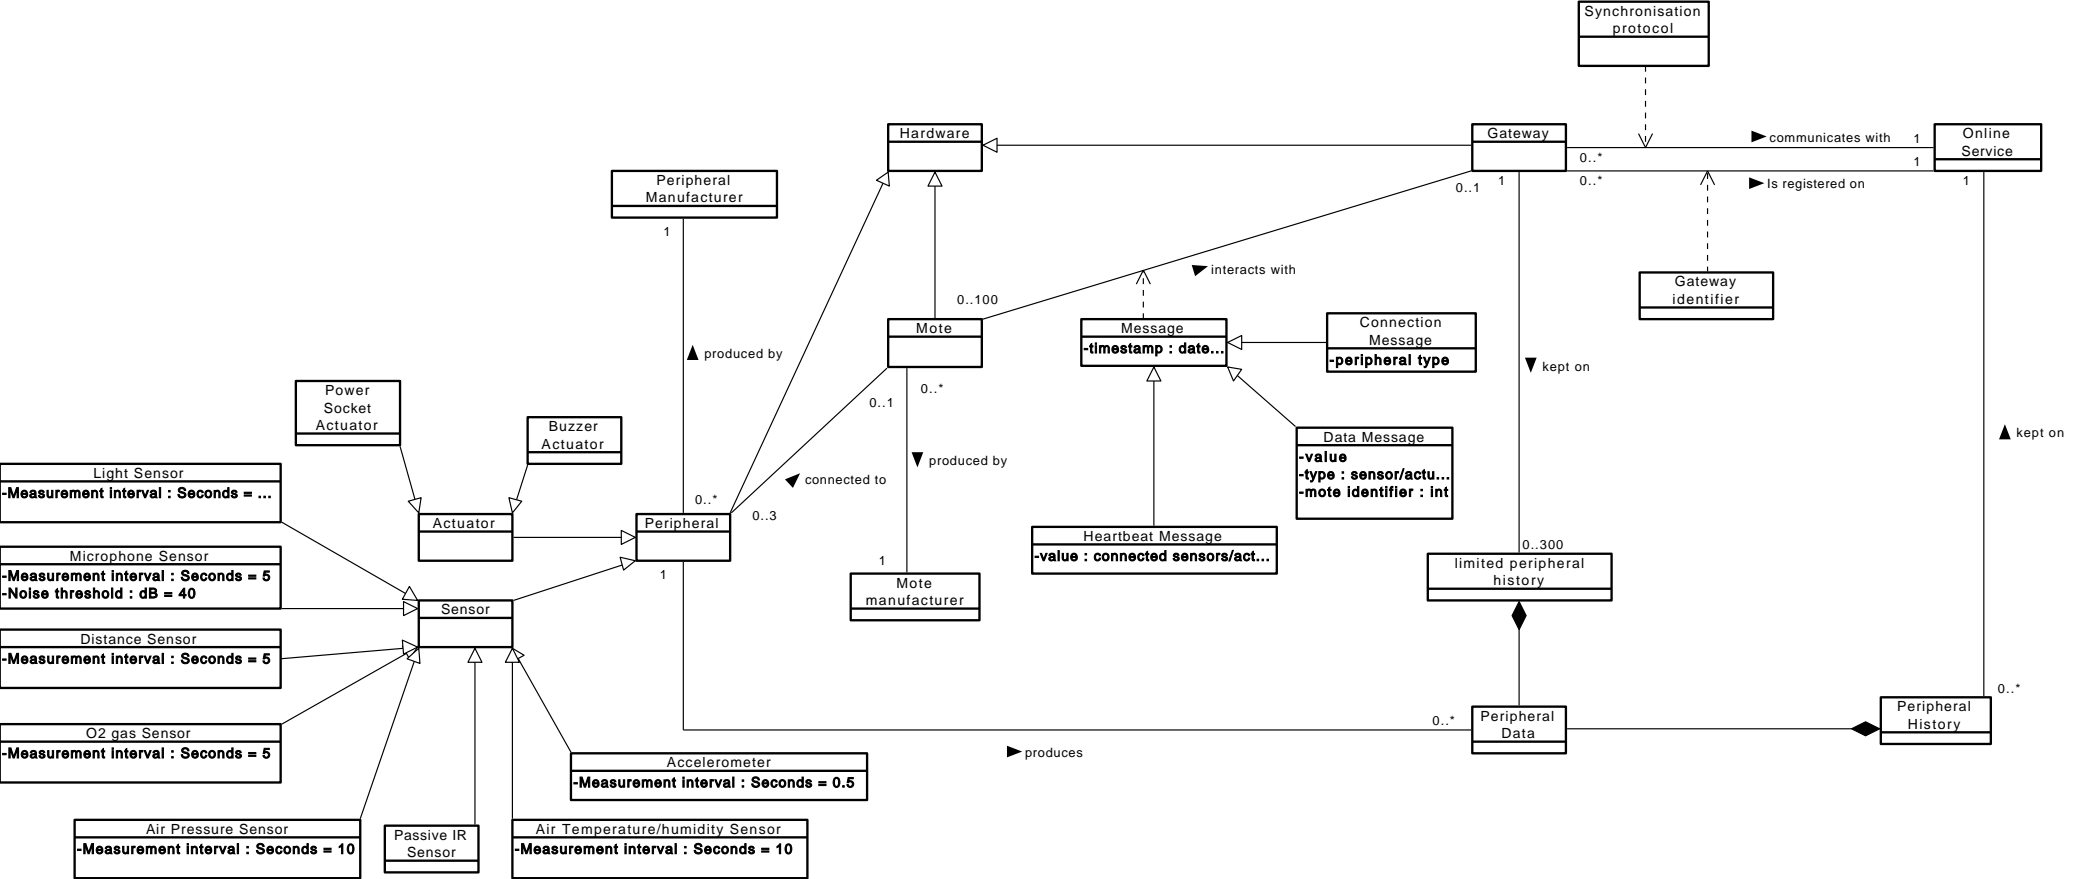 Synchronisation
protocol
Hardware
Gateway
communicates with
1
Online
Service
0..*
1
0..*
Is registered on
1
Peripheral
Manufacturer
1
0..1
1
interacts with
Gateway
identifier
0..100
Mote
Message
-timestamp : date...
Connection
Message
-peripheral type
produced by
kept on
0..1
0..*
Power
Socket
Actuator
Buzzer
Actuator
kept on
Data Message
-value
-type : sensor/actu...
-mote identifier : int
produced by
connected to
Light Sensor
-Measurement interval : Seconds = ...
0..*
0..3
Actuator
Peripheral
Heartbeat Message
-value : connected sensors/act...
0..300
Microphone Sensor
-Measurement interval : Seconds = 5
-Noise threshold : dB = 40
1
1
Mote
manufacturer
limited peripheral
history
Sensor
Distance Sensor
-Measurement interval : Seconds = 5
0..*
0..*
Peripheral
Data
Peripheral
History
O2 gas Sensor
-Measurement interval : Seconds = 5
produces
Accelerometer
-Measurement interval : Seconds = 0.5
Air Pressure Sensor
-Measurement interval : Seconds = 10
Passive IR
Sensor
Air Temperature/humidity Sensor
-Measurement interval : Seconds = 10